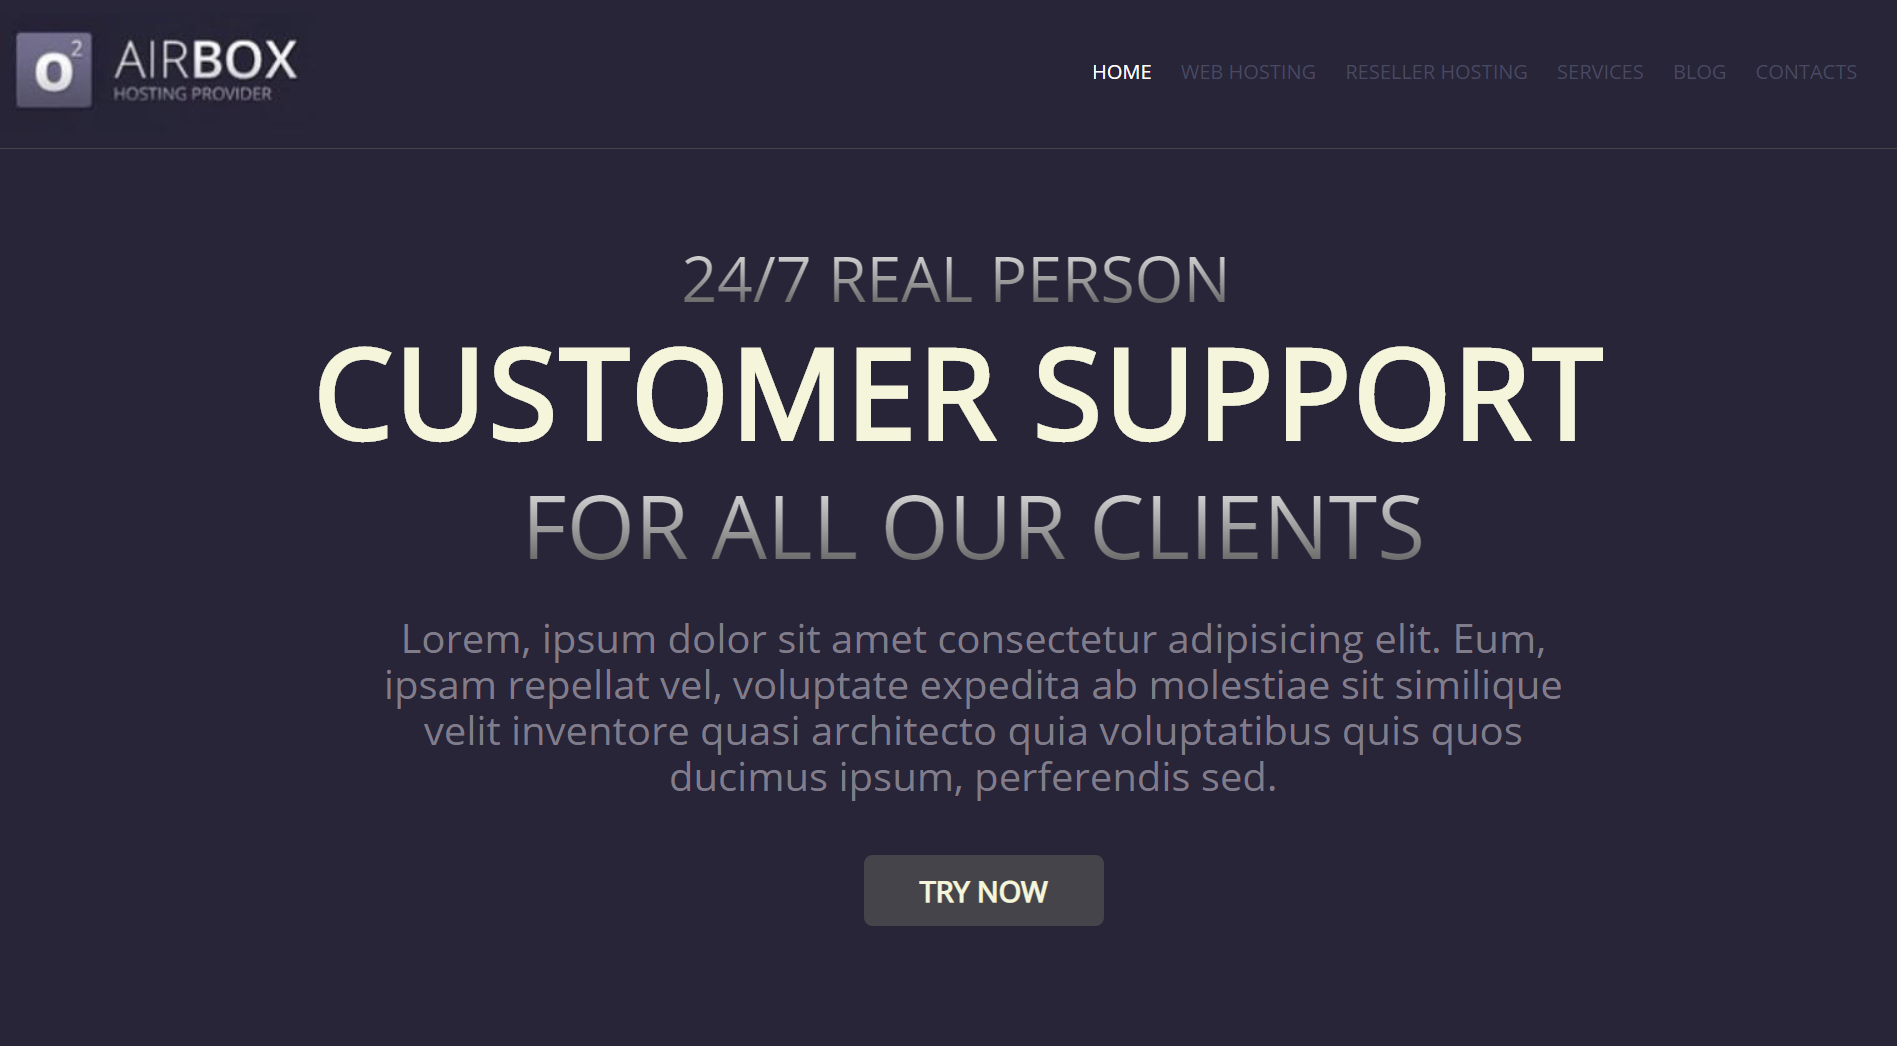 o²
AIRBOX
HOSTING PROVIDER
HOME WEB HOSTING RESELLER HOSTING SERVICES BLOG CONTACTS
24/7 REAL PERSON
CUSTOMER SUPPORT
FOR ALL OUR CLIENTS
Lorem, ipsum dolor sit amet consectetur adipisicing elit. Eum,
ipsam repellat vel, voluptate expedita ab molestiae sit similique
velit inventore quasi architecto quia voluptatibus quis quos
ducimus ipsum, perferendis sed.
TRY NOW